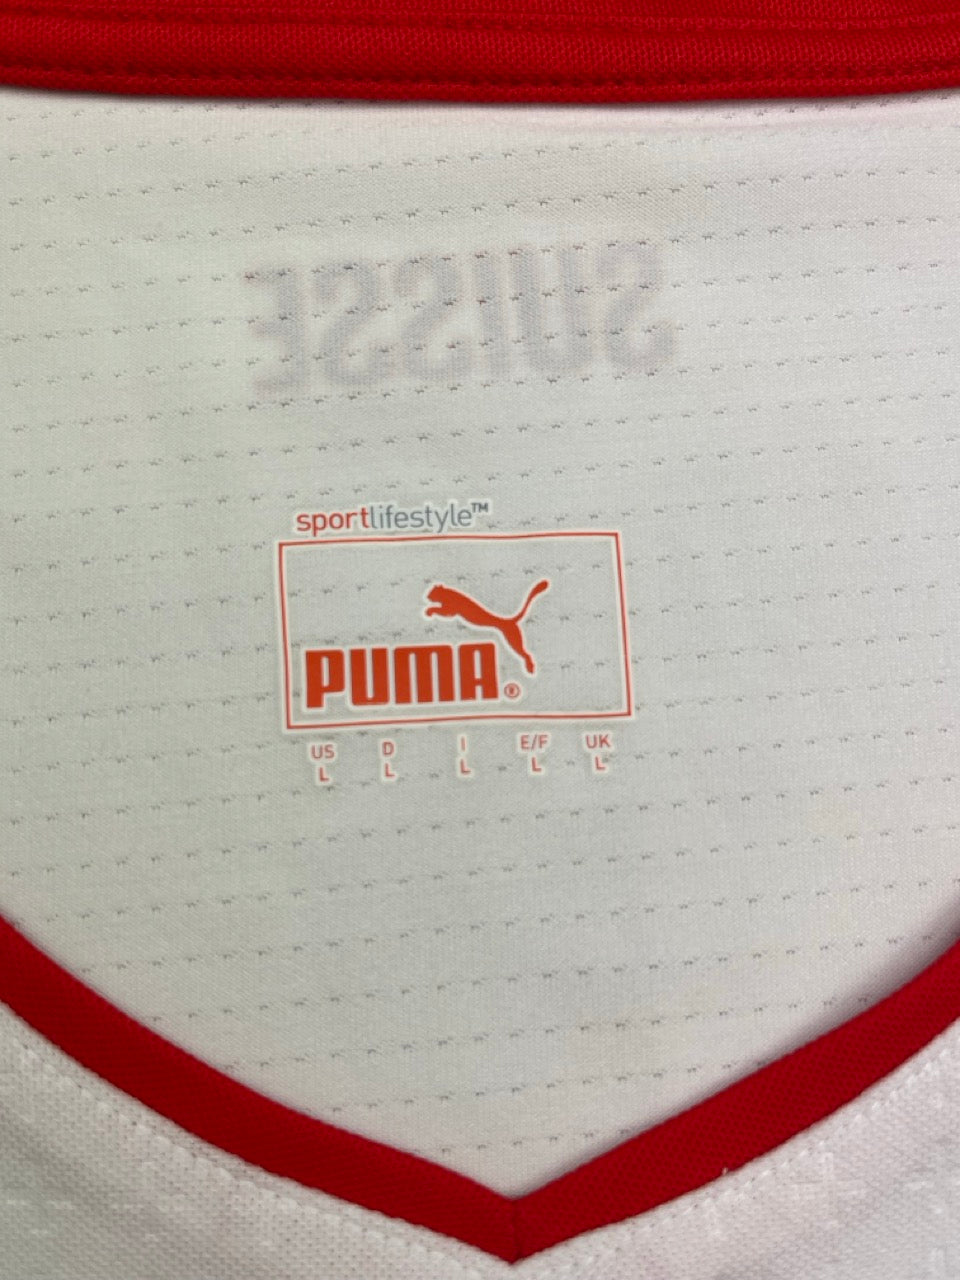 SUISSE
sportlifestyle™
PUMA®
US D I E/F UK
L L L L L